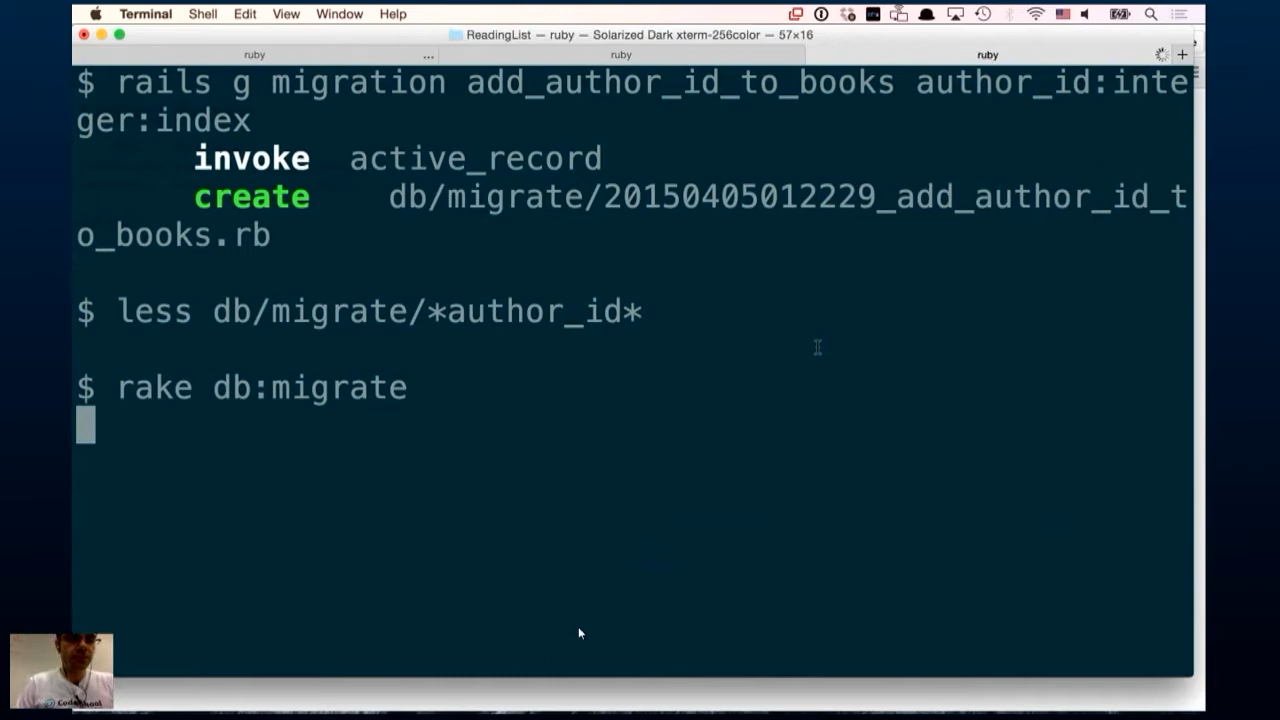 Terminal Shell Edit View Window Help
ReadingList — ruby — Solarized Dark xterm-256color — 57×16
ruby ... ruby ruby +
$ rails g migration add_author_id_to_books author_id:inte
ger:index
invoke active_record
create db/migrate/20150405012229_add_author_id_t
o_books.rb
$ less db/migrate/*author_id*
$ rake db:migrate